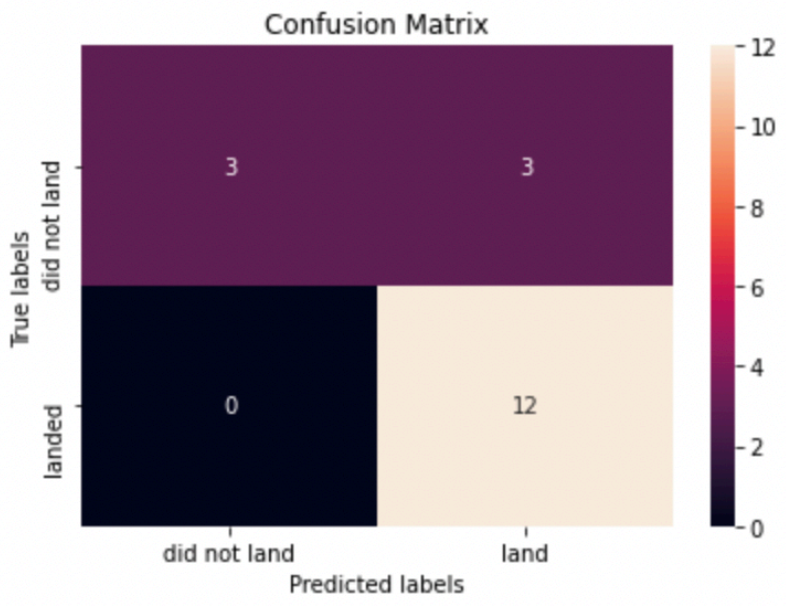 Confusion Matrix
True labels
did not land
landed
3
3
0
12
did not land
land
Predicted labels
12
10
8
6
4
2
0